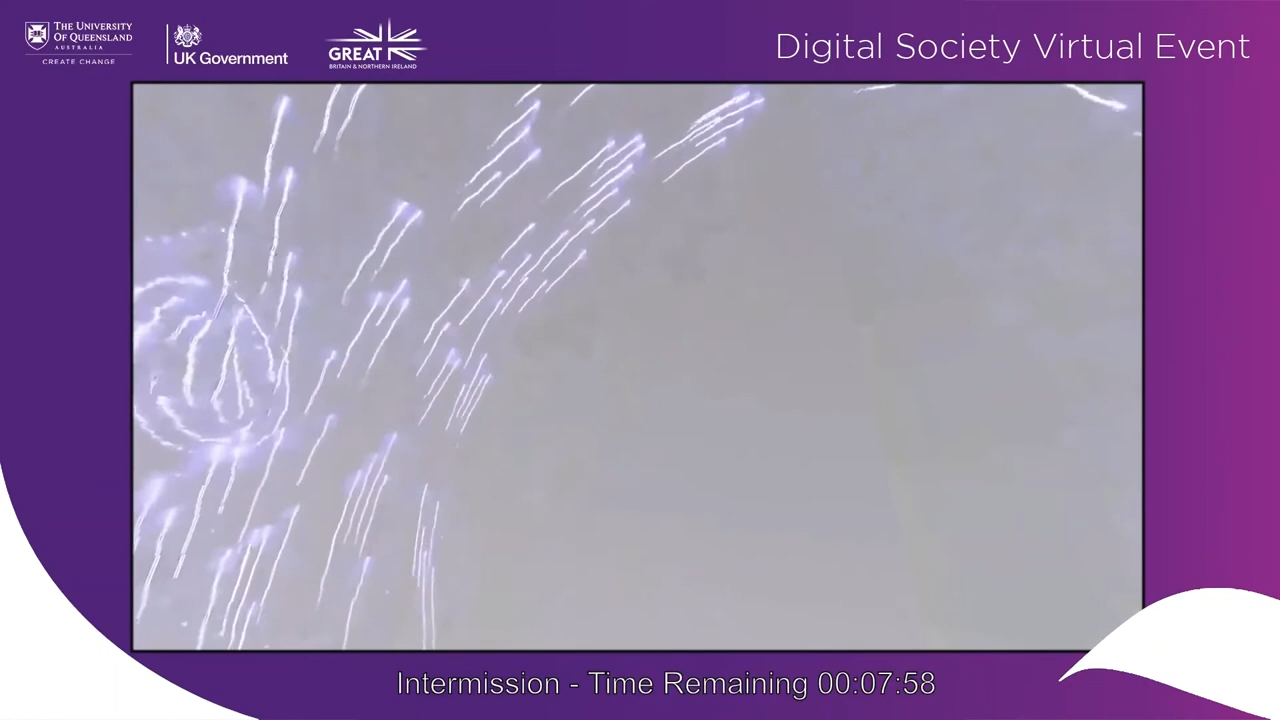 THE UNIVERSITY
OF QUEENSLAND
AUSTRALIA
CREATE CHANGE
UK Government
GREAT
BRITAIN & NORTHERN IRELAND
Digital Society Virtual Event
Intermission - Time Remaining 00:07:58